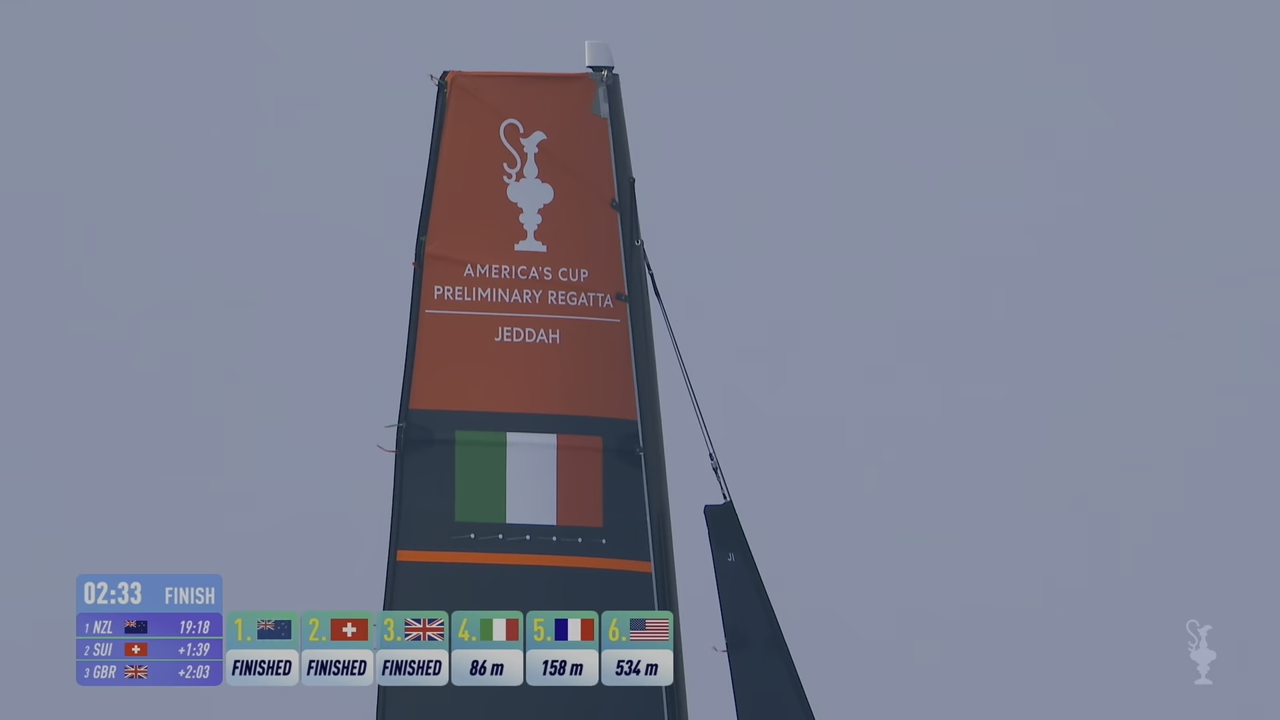 AMERICA'S CUP
PRELIMINARY REGATTA
JEDDAH
JI
02:33 FINISH
1 NZL 19:18
2 SUI +1:39
3 GBR +2:03
1. 2. 3. 4. 5. 6.
FINISHED FINISHED FINISHED 86 m 158 m 534 m